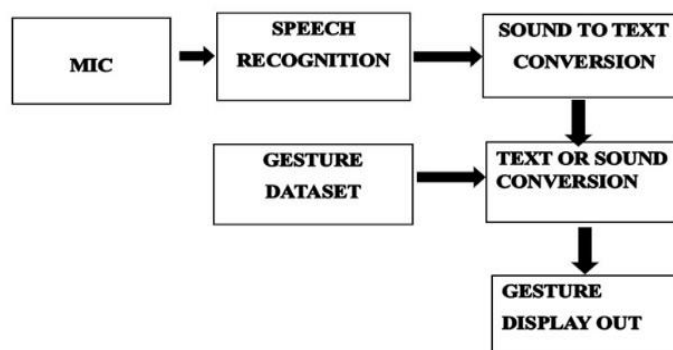 MIC
SPEECH
RECOGNITION
SOUND TO TEXT
CONVERSION
GESTURE
DATASET
TEXT OR SOUND
CONVERSION
GESTURE
DISPLAY OUT